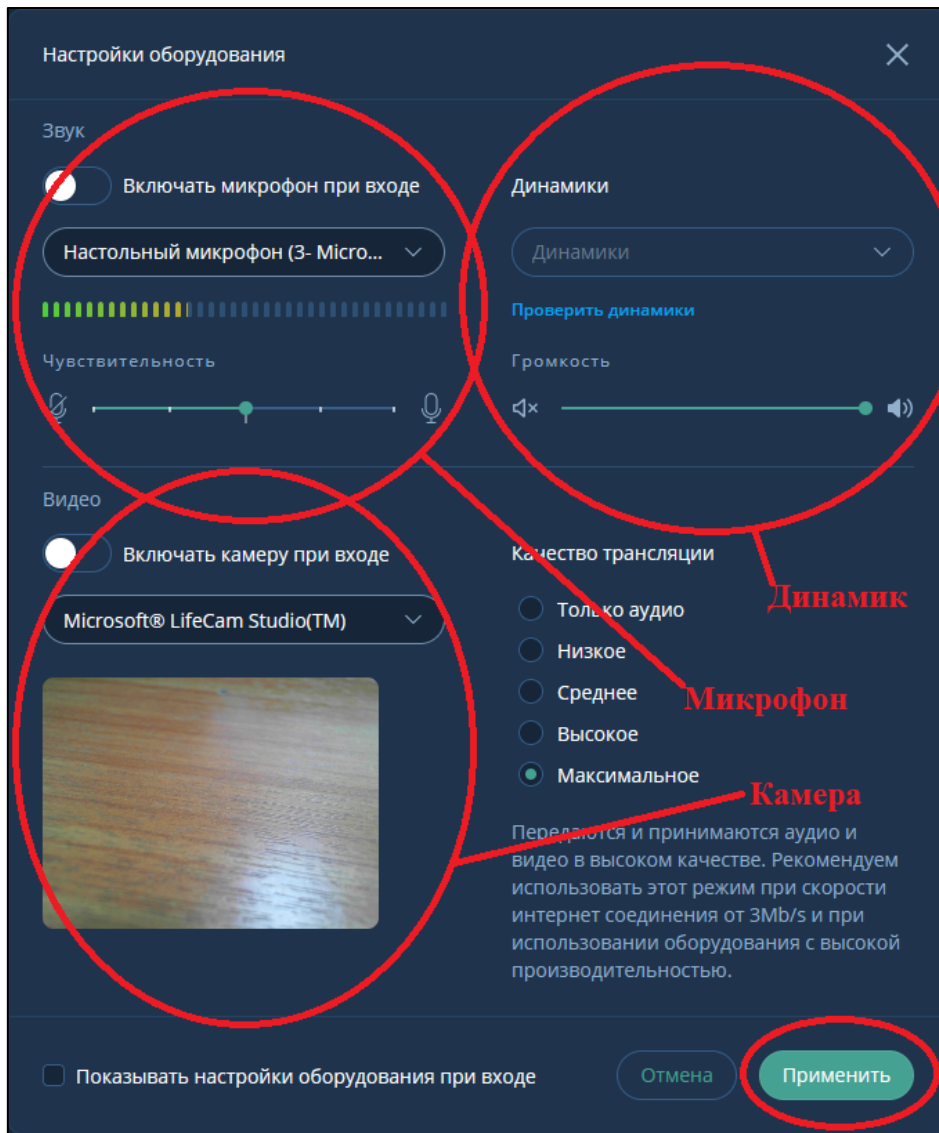 Настройки оборудования
Звук
Включать микрофон при входе
Динамики
Настольный микрофон (3- Micro...
Динамики
Проверить динамики
Чувствительность
Громкость
Видео
Включать камеру при входе
Качество трансляции
Microsoft® LifeCam Studio(TM)
Динамик
Только аудио
Низкое
Среднее
Микрофон
Высокое
Максимальное
Камера
Передаются и принимаются аудио и
видео в высоком качестве. Рекомендуем
использовать этот режим при скорости
интернет соединения от 3Mb/s и при
использовании оборудования с высокой
производительностью.
Показывать настройки оборудования при входе
Отмена
Применить